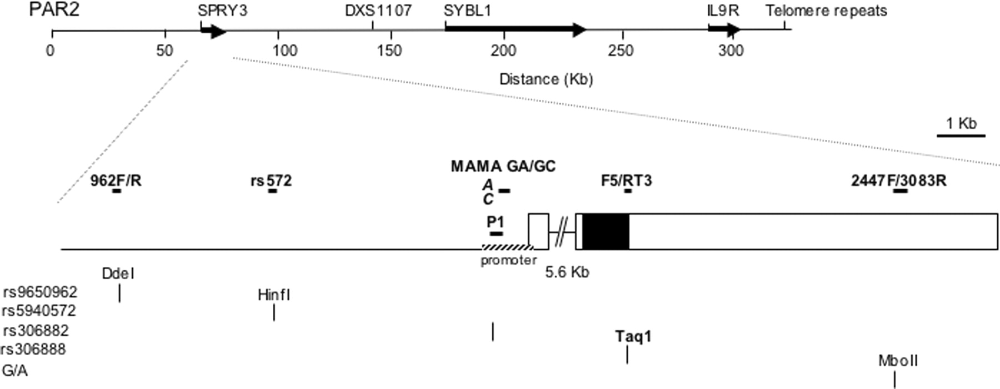 PAR2 SPRY3 DXS1107 SYBL1 IL9R Telomere repeats
0 50 100 150 200 250 300
Distance (Kb)
1 Kb
MAMA GA/GC
962F/R rs572 A F5/RT3 2447F/3083R
C
P1
promoter
5.6 Kb
DdeI
rs9650962
HinfI
rs5940572
rs306882
Taq1
rs306888
MboII
G/A